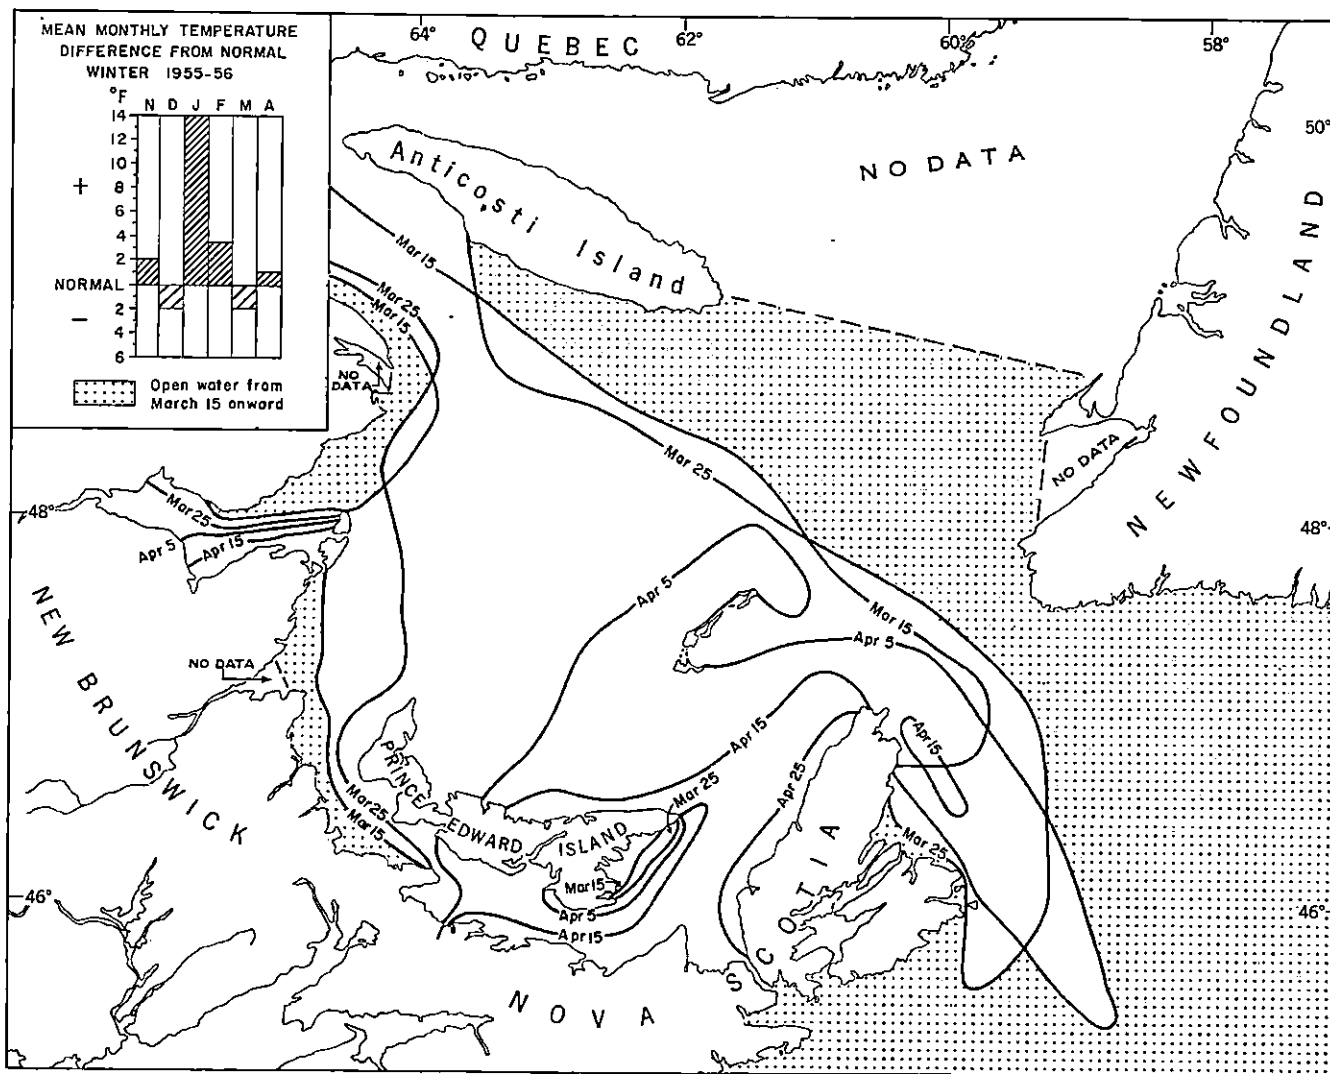 MEAN MONTHLY TEMPERATURE
DIFFERENCE FROM NORMAL
WINTER 1955-56
°F
N D J F M A
14
12
10
8
6
4
2
NORMAL
2
4
6
+
−
Open water from
March 15 onward
64°
62°
60°
58°
QUEBEC
50°
NO DATA
Anticosti Island
NEWFOUNDLAND
Mar 15
Mar 25
Mar 15
NO
DATA
Mar 25
NO DATA
48°
48°
Mar 25
Apr 5
Apr 15
Apr 5
Mar 15
Apr 5
NO DATA
NEW BRUNSWICK
Apr 15
Apr 15
Apr 25
PRINCE
EDWARD
ISLAND
Mar 25
Mar 25
Mar 15
Mar 25
Mar 15
Apr 5
Apr 15
46°
46°
NOVA
SCOTIA